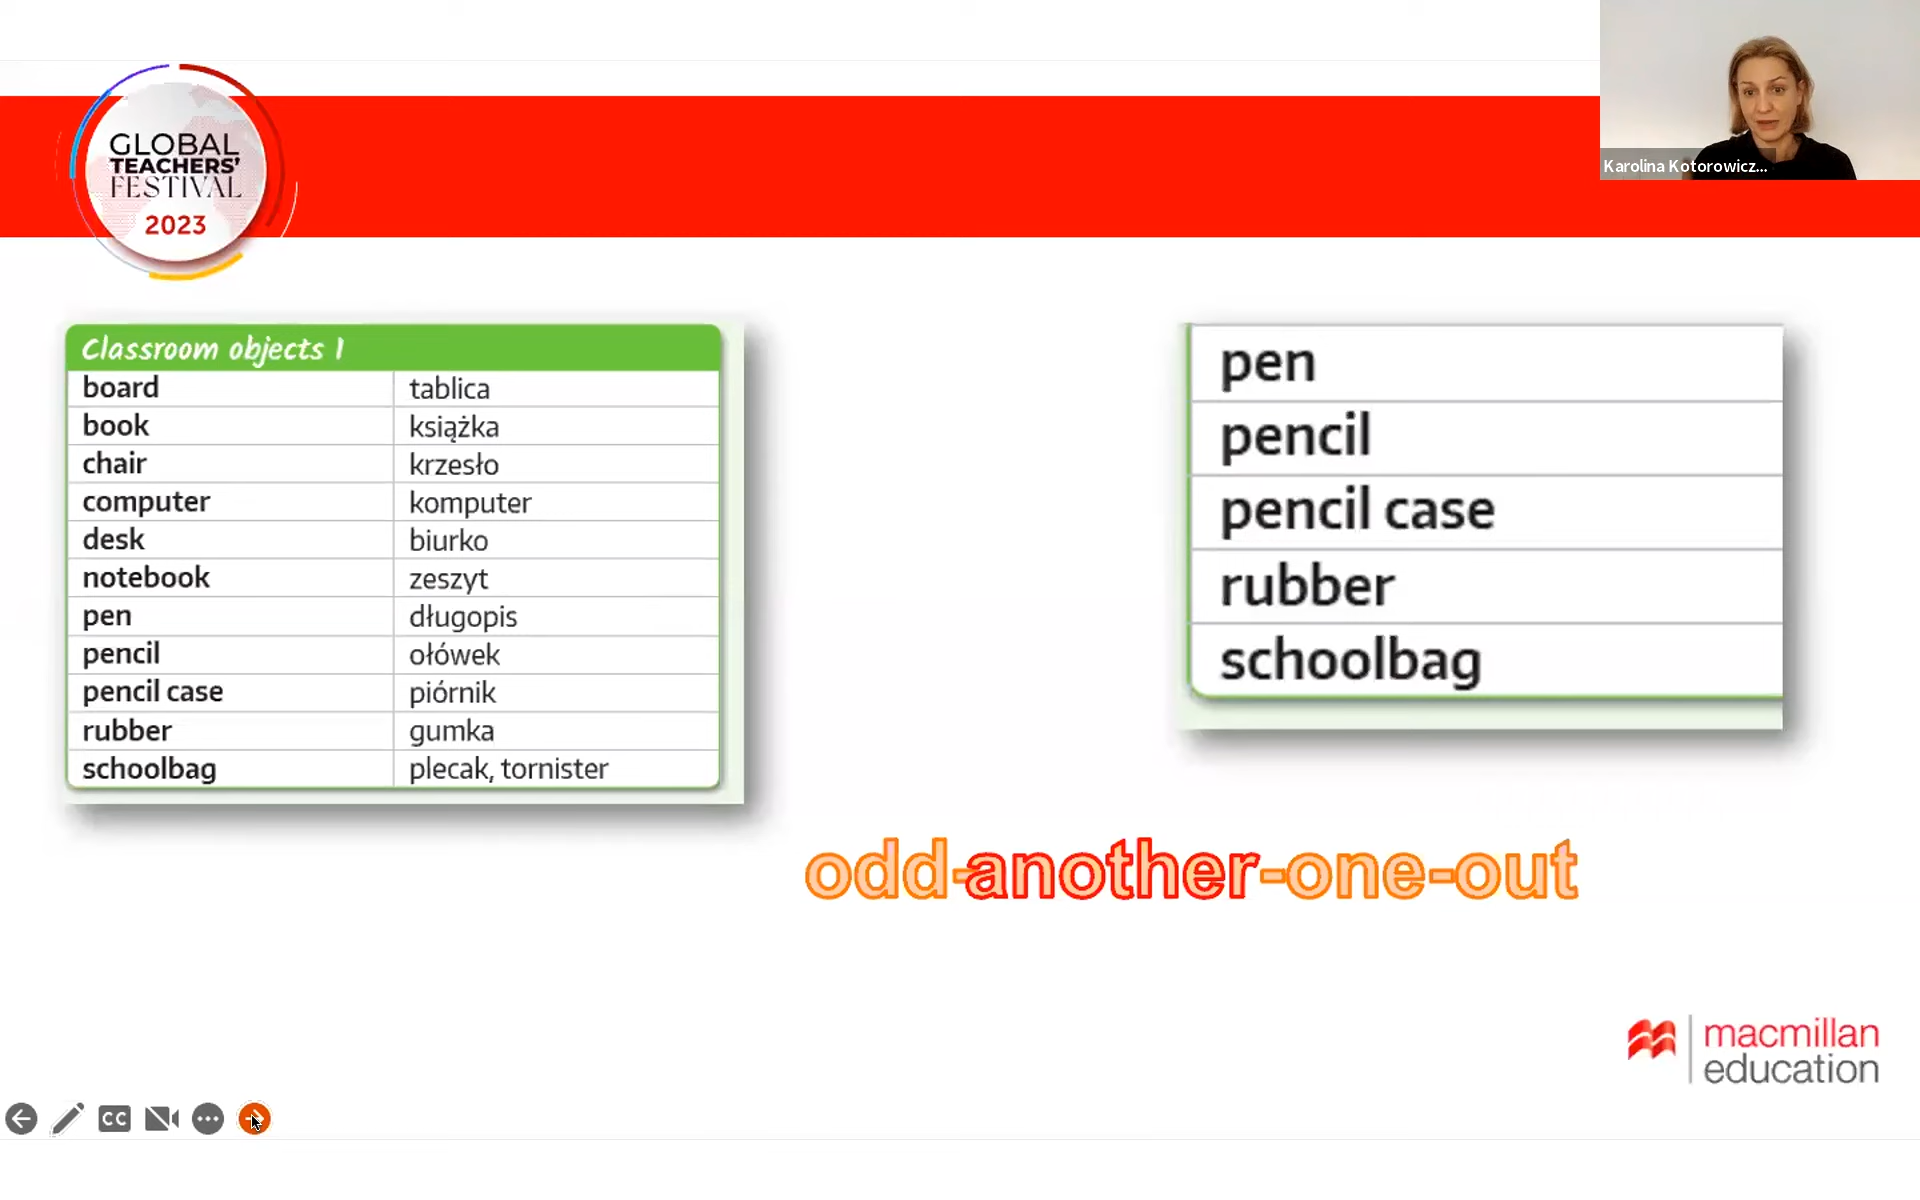 GLOBAL
TEACHERS'
FESTIVAL
2023
Karolina Kotorowicz...
Classroom objects 1
board tablica
book książka
chair krzesło
computer komputer
desk biurko
notebook zeszyt
pen długopis
pencil ołówek
pencil case piórnik
rubber gumka
schoolbag plecak, tornister
pen
pencil
pencil case
rubber
schoolbag
odd-another-one-out
macmillan
education
CC